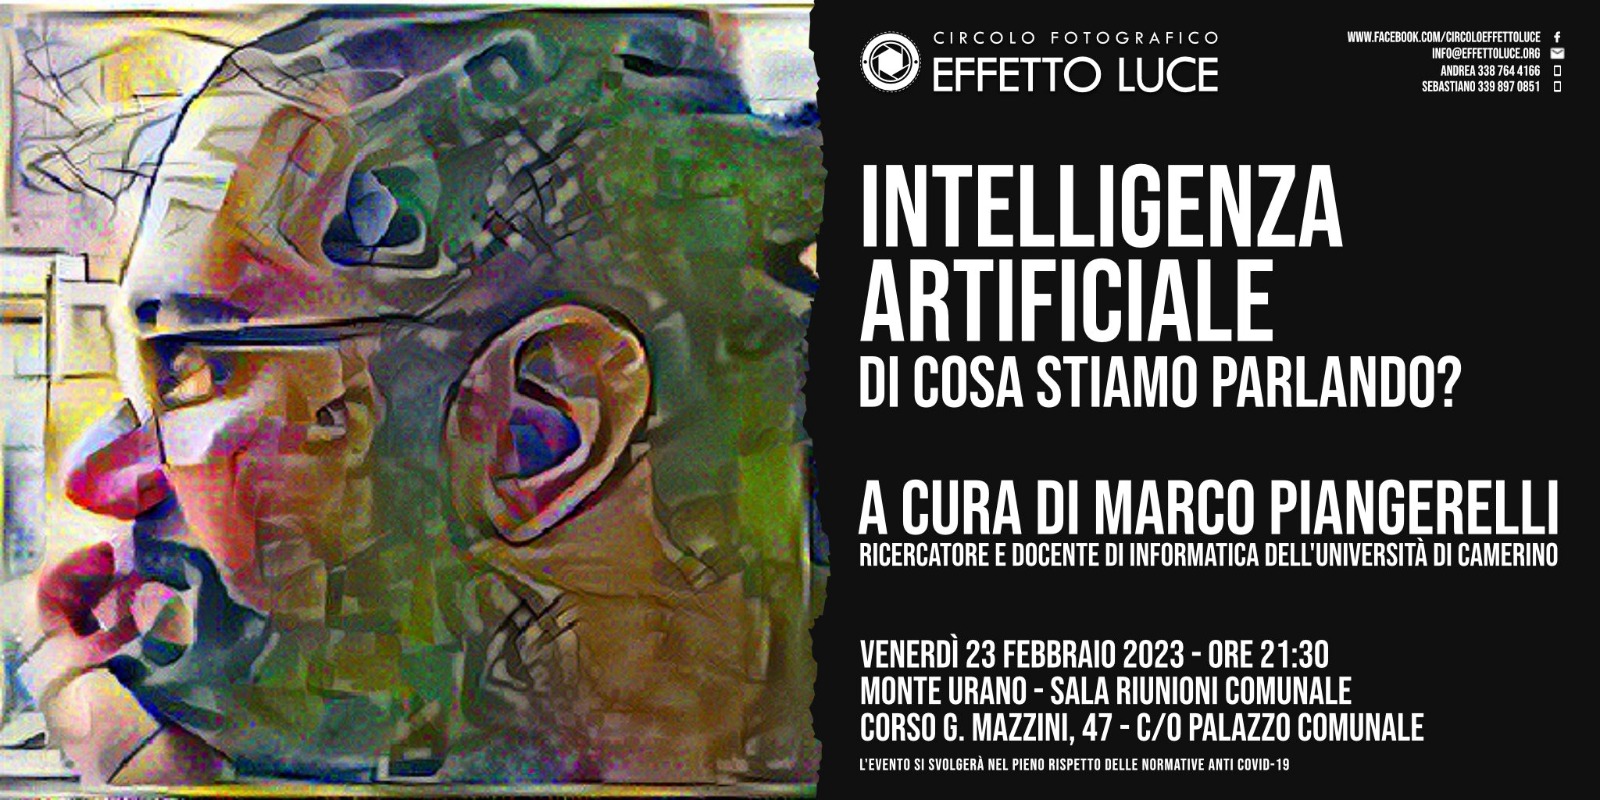 CIRCOLO FOTOGRAFICO
EFFETTO LUCE
WWW.FACEBOOK.COM/CIRCOLOEFFETTOLUCE
INFO@EFFETTOLUCE.ORG
ANDREA 338 764 4166
SEBASTIANO 339 897 0851
INTELLIGENZA
ARTIFICIALE
DI COSA STIAMO PARLANDO?
A CURA DI MARCO PIANGERELLI
RICERCATORE E DOCENTE DI INFORMATICA DELL'UNIVERSITÀ DI CAMERINO
VENERDÌ 23 FEBBRAIO 2023 - ORE 21:30
MONTE URANO - SALA RIUNIONI COMUNALE
CORSO G. MAZZINI, 47 - C/O PALAZZO COMUNALE
L'EVENTO SI SVOLGERÀ NEL PIENO RISPETTO DELLE NORMATIVE ANTI COVID-19